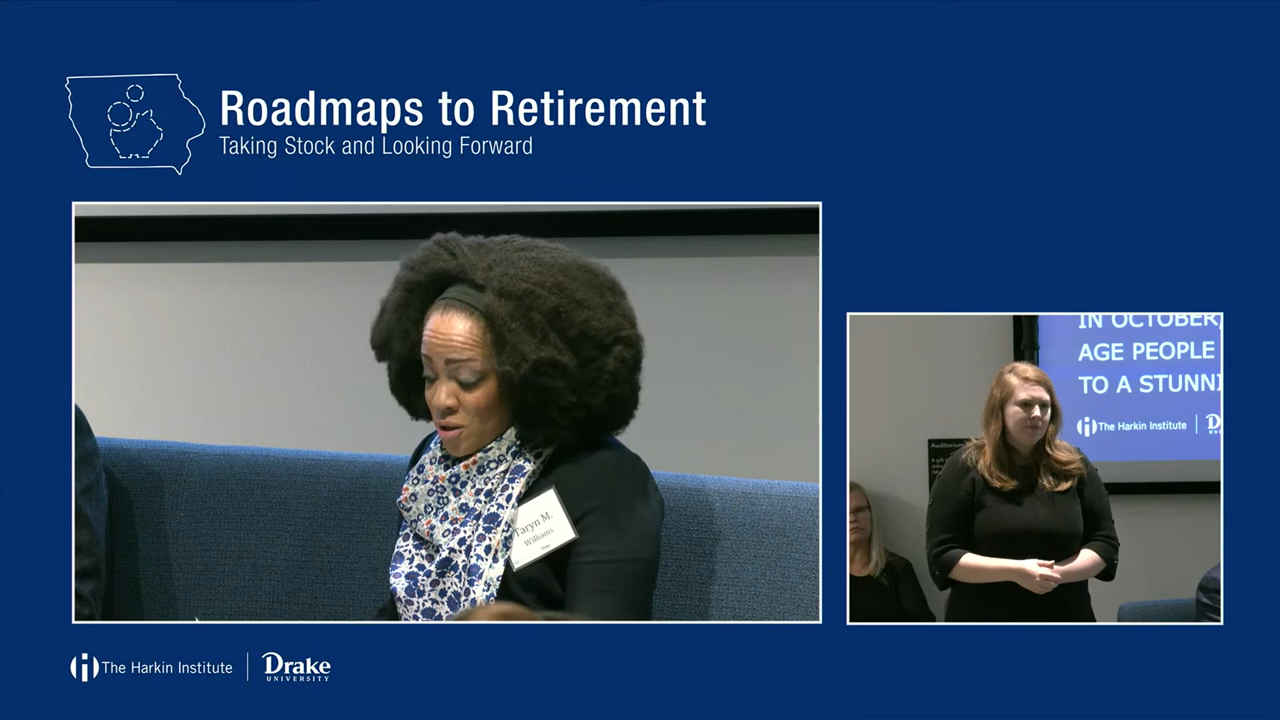 Roadmaps to Retirement
Taking Stock and Looking Forward
Taryn M.
Williams
IN OCTOBER,
AGE PEOPLE
TO A STUNNI
The Harkin Institute
Auditorium
The Harkin Institute
Drake
UNIVERSITY